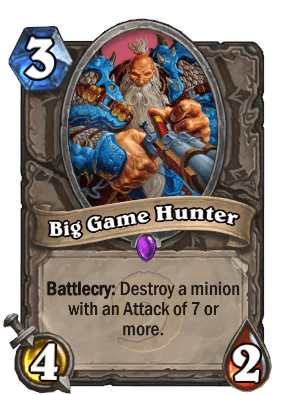 3
Big Game Hunter
Battlecry: Destroy a minion
with an Attack of 7 or
more.
4
2